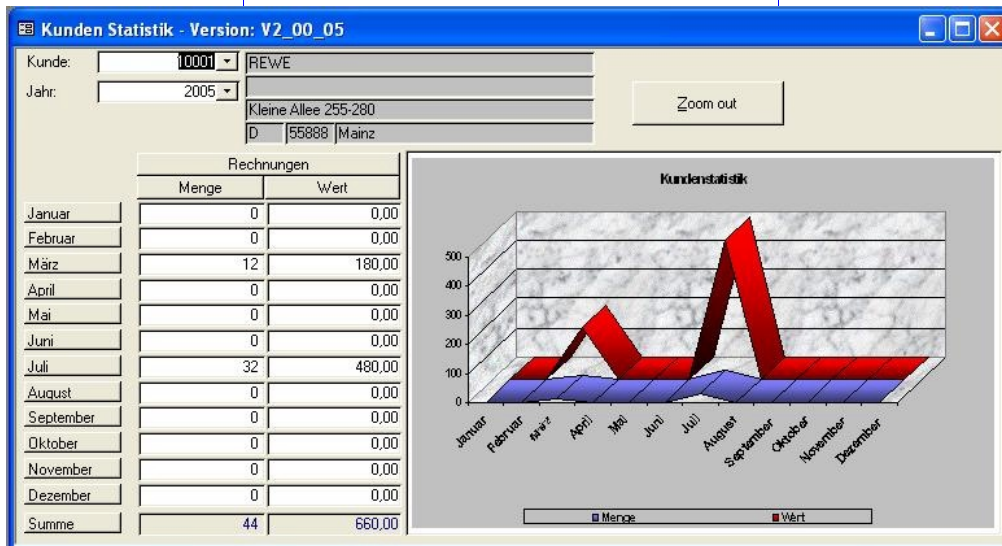 Kunden Statistik - Version: V2_00_05
Kunde: 10001 REWE
Jahr: 2005
Kleine Allee 255-280
D 55888 Mainz
Zoom out
Rechnungen
Menge Wert
Januar 0 0,00
Februar 0 0,00
März 12 180,00
April 0 0,00
Mai 0 0,00
Juni 0 0,00
Juli 32 480,00
August 0 0,00
September 0 0,00
Oktober 0 0,00
November 0 0,00
Dezember 0 0,00
Summe 44 660,00
Kundenstatistik
500
400
300
200
100
0
Januar Februar März April Mai Juni Juli August September Oktober November Dezember
Menge Wert